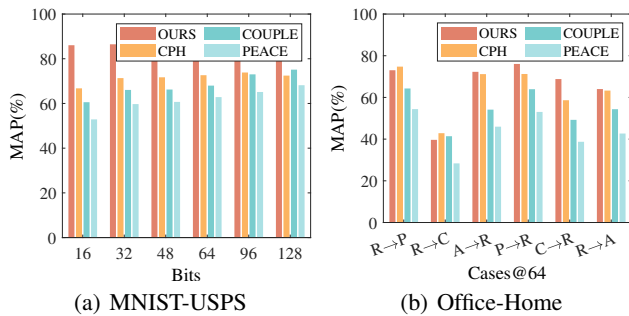 100
80
60
40
20
0
MAP(%)
OURS COUPLE
CPH PEACE
16 32 48 64 96 128
Bits
(a) MNIST-USPS
100
80
60
40
20
0
MAP(%)
OURS COUPLE
CPH PEACE
R→P R→C A→R P→R C→R R→A
Cases@64
(b) Office-Home